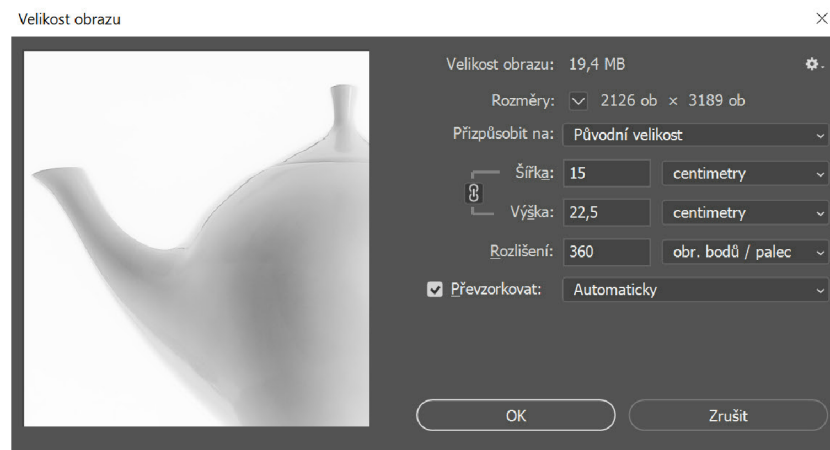 Velikost obrazu
Velikost obrazu: 19,4 MB
Rozměry: 2126 ob × 3189 ob
Přizpůsobit na: Původní velikost
Šířka: 15 centimetry
Výška: 22,5 centimetry
Rozlišení: 360 obr. bodů / palec
Převzorkovat: Automaticky
OK Zrušit